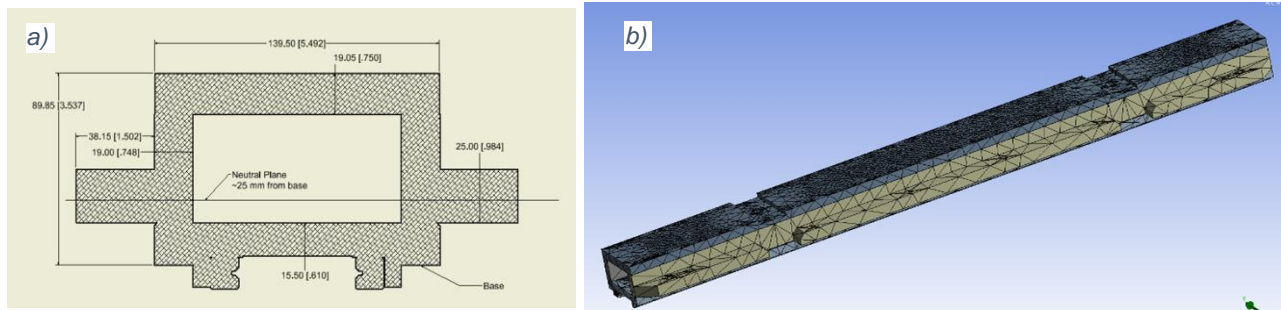 a)
139.50 [5.492]
19.05 [.750]
89.85 [3.537]
38.15 [1.502]
19.00 [.748]
25.00 [.984]
Neutral Plane
~25 mm from base
15.50 [.610]
Base
b)